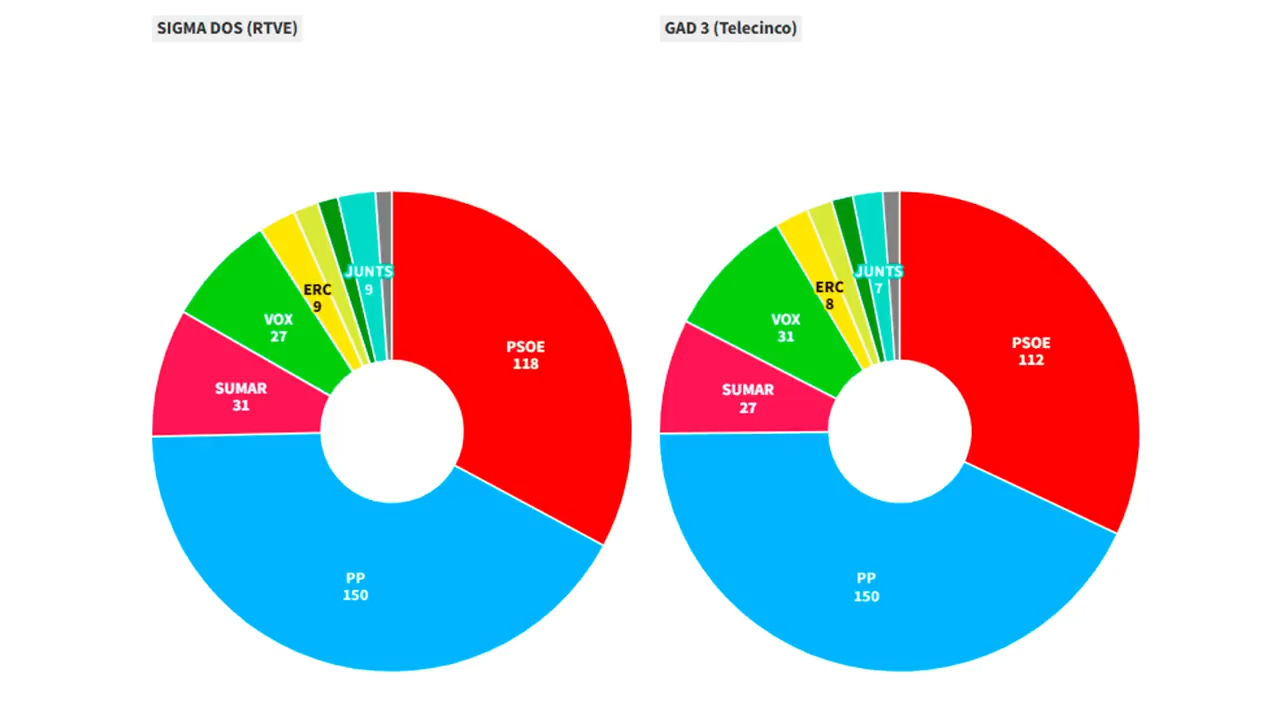 SIGMA DOS (RTVE)
JUNTS
9
ERC
9
VOX
27
PSOE
118
SUMAR
31
PP
150
GAD 3 (Telecinco)
JUNTS
7
ERC
8
VOX
31
PSOE
112
SUMAR
27
PP
150